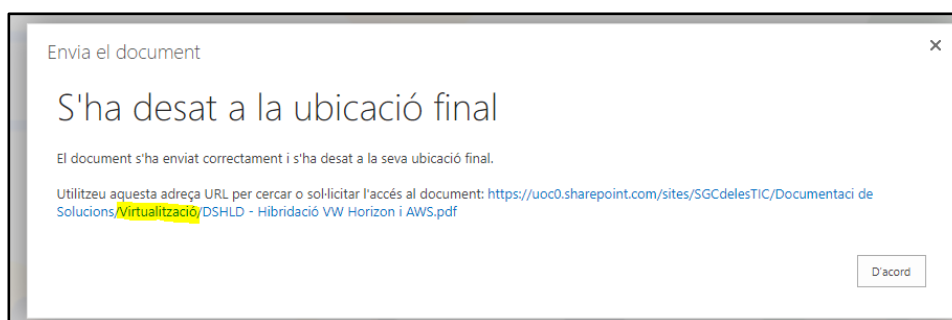 Envia el document
×
S'ha desat a la ubicació final
El document s'ha enviat correctament i s'ha desat a la seva ubicació final.
Utilitzeu aquesta adreça URL per cercar o sol·licitar l'accés al document: https://uoc0.sharepoint.com/sites/SGCdelesTIC/Documentaci de
Solucions/Virtualització/DSHLD - Hibridació VW Horizon i AWS.pdf
D'acord